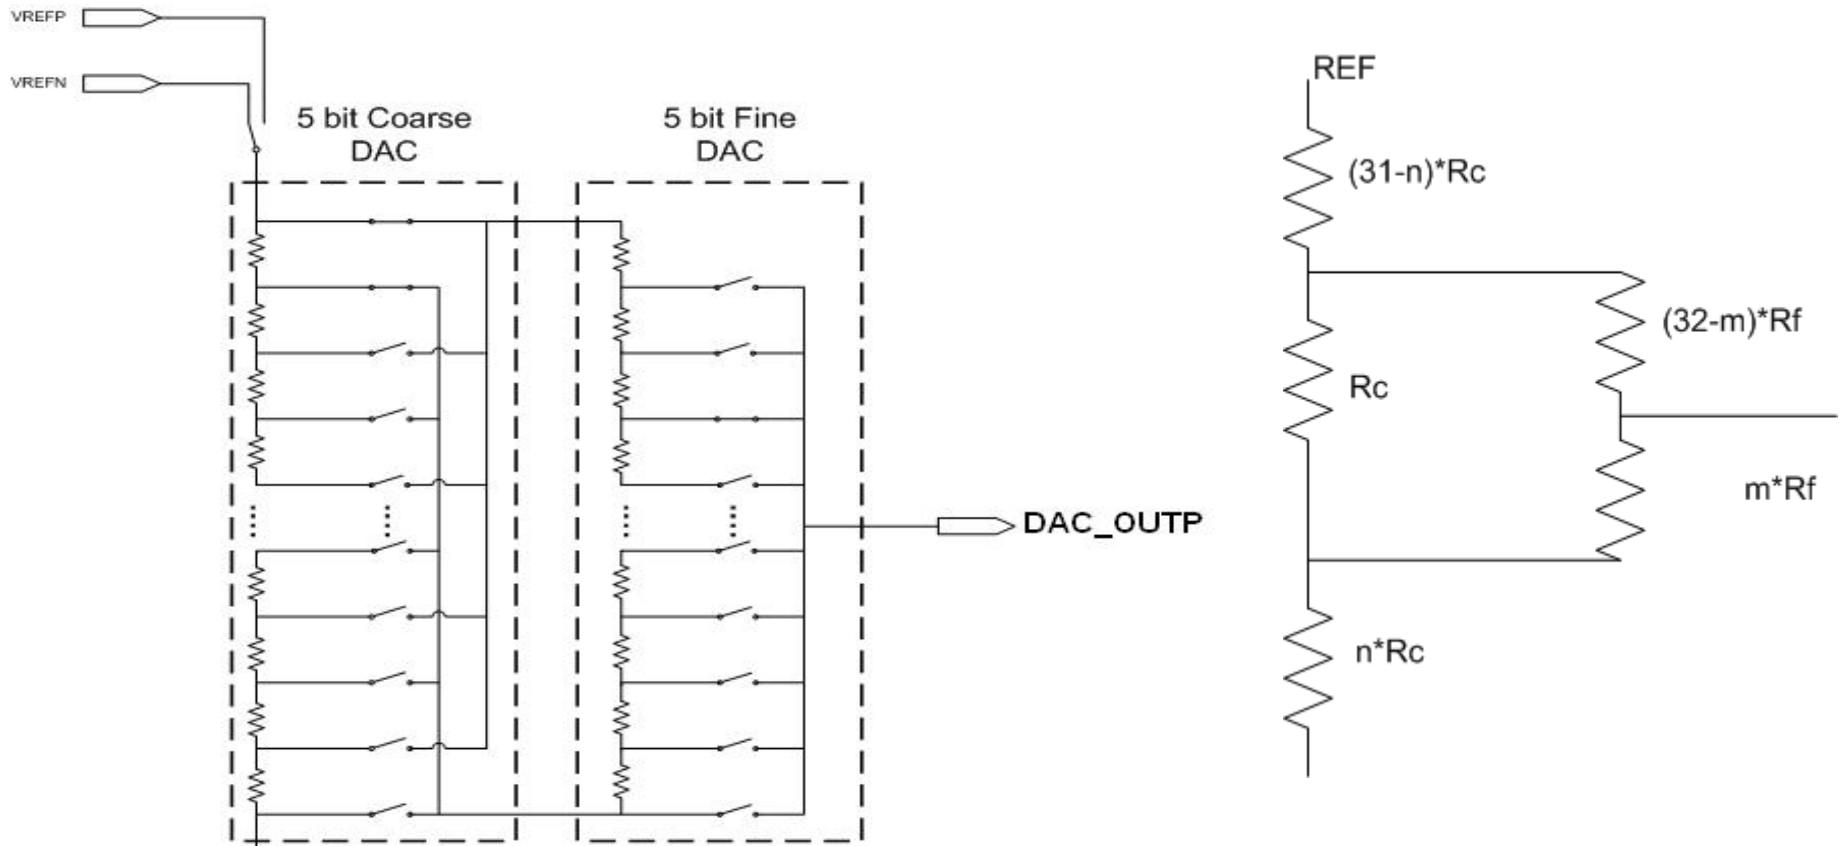 VREFP
VREFN
5 bit Coarse
DAC
5 bit Fine
DAC
DAC_OUTP
REF
(31-n)*Rc
(32-m)*Rf
Rc
m*Rf
n*Rc